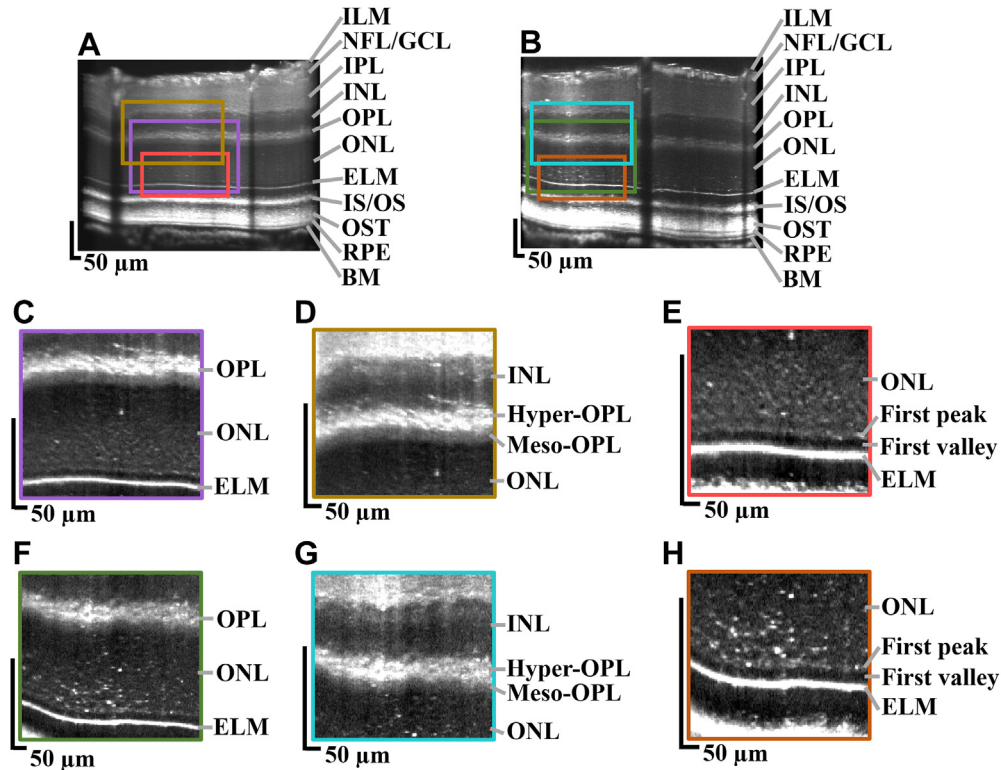 A
ILM
NFL/GCL
IPL
INL
OPL
ONL
ELM
IS/OS
OST
RPE
BM
50 µm
B
ILM
NFL/GCL
IPL
INL
OPL
ONL
ELM
IS/OS
OST
RPE
BM
50 µm
C
OPL
ONL
ELM
50 µm
D
INL
Hyper-OPL
Meso-OPL
ONL
50 µm
E
ONL
First peak
First valley
ELM
50 µm
F
OPL
ONL
ELM
50 µm
G
INL
Hyper-OPL
Meso-OPL
ONL
50 µm
H
ONL
First peak
First valley
ELM
50 µm